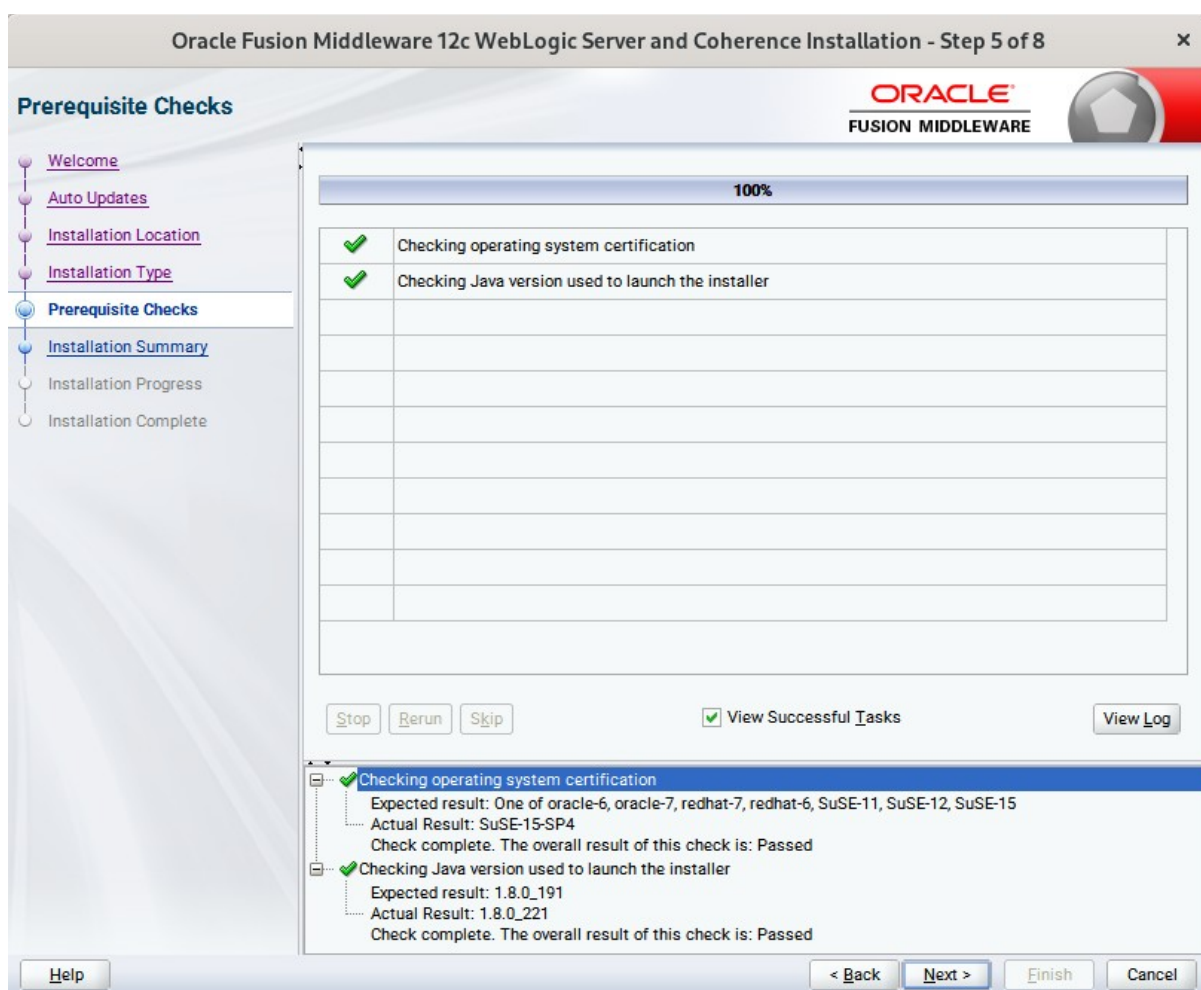 Oracle Fusion Middleware 12c WebLogic Server and Coherence Installation - Step 5 of 8
Prerequisite Checks
ORACLE
FUSION MIDDLEWARE
Welcome
Auto Updates
Installation Location
Installation Type
Prerequisite Checks
Installation Summary
Installation Progress
Installation Complete
100%
Checking operating system certification
Checking Java version used to launch the installer
Stop Rerun Skip View Successful Tasks View Log
Checking operating system certification
Expected result: One of oracle-6, oracle-7, redhat-7, redhat-6, SuSE-11, SuSE-12, SuSE-15
Actual Result: SuSE-15-SP4
Check complete. The overall result of this check is: Passed
Checking Java version used to launch the installer
Expected result: 1.8.0_191
Actual Result: 1.8.0_221
Check complete. The overall result of this check is: Passed
Help < Back Next > Finish Cancel